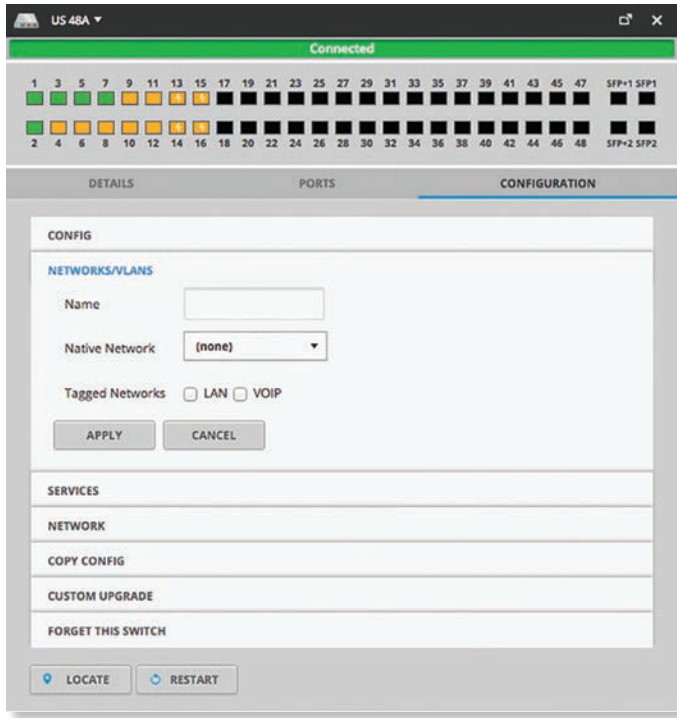 US 48A
Connected
1 3 5 7 9 11 13 15 17 19 21 23 25 27 29 31 33 35 37 39 41 43 45 47 SFP+1 SFP1
2 4 6 8 10 12 14 16 18 20 22 24 26 28 30 32 34 36 38 40 42 44 46 48 SFP+2 SFP2
DETAILS PORTS CONFIGURATION
CONFIG
NETWORKS/VLANS
Name
Native Network (none)
Tagged Networks LAN VOIP
APPLY CANCEL
SERVICES
NETWORK
COPY CONFIG
CUSTOM UPGRADE
FORGET THIS SWITCH
LOCATE RESTART